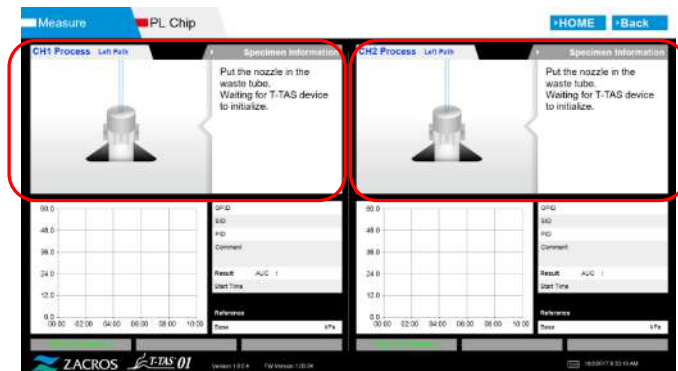 Measure
PL Chip
HOME
Back
CH1 Process Left Path
Specimen Information
Put the nozzle in the
waste tube.
Waiting for T-TAS device
to initialize.
CH2 Process Left Path
Specimen Information
Put the nozzle in the
waste tube.
Waiting for T-TAS device
to initialize.
60.0
48.0
36.0
24.0
12.0
0.0
00:00 02:00 04:00 06:00 08:00 10:00
OPID
SID
PID
Comment
Result AUC :
Start Time
Reference
Base kPa
60.0
48.0
36.0
24.0
12.0
0.0
00:00 02:00 04:00 06:00 08:00 10:00
OPID
SID
PID
Comment
Result AUC :
Start Time
Reference
Base kPa
ZACROS T-TAS 01